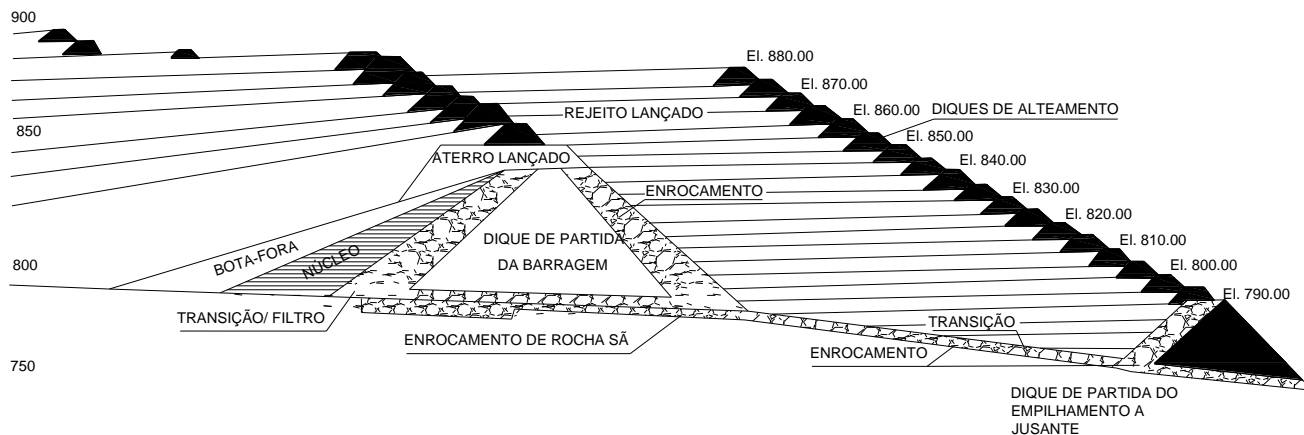 900
El. 880.00
El. 870.00
REJEITO LANÇADO
El. 860.00
DIQUES DE ALTEAMENTO
850
El. 850.00
ATERRO LANÇADO
El. 840.00
ENROCAMENTO
El. 830.00
El. 820.00
DIQUE DE PARTIDA
DA BARRAGEM
El. 810.00
BOTA-FORA
NÚCLEO
800
El. 800.00
El. 790.00
TRANSIÇÃO/ FILTRO
TRANSIÇÃO
ENROCAMENTO DE ROCHA SÃ
ENROCAMENTO
750
DIQUE DE PARTIDA DO
EMPILHAMENTO A
JUSANTE